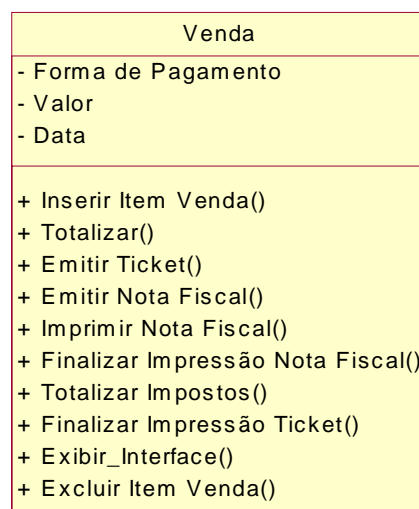 Venda
- Forma de Pagamento
- Valor
- Data
+ Inserir Item Venda()
+ Totalizar()
+ Emitir Ticket()
+ Emitir Nota Fiscal()
+ Imprimir Nota Fiscal()
+ Finalizar Impressão Nota Fiscal()
+ Totalizar Impostos()
+ Finalizar Impressão Ticket()
+ Exibir_Interface()
+ Excluir Item Venda()